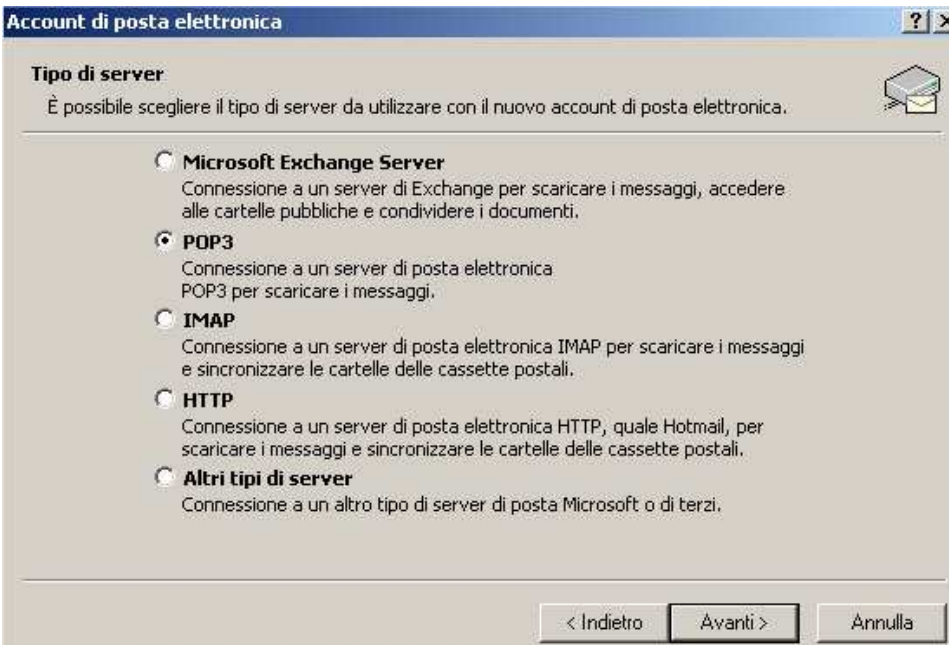 Account di posta elettronica
Tipo di server
È possibile scegliere il tipo di server da utilizzare con il nuovo account di posta elettronica.
Microsoft Exchange Server
Connessione a un server di Exchange per scaricare i messaggi, accedere
alle cartelle pubbliche e condividere i documenti.
POP3
Connessione a un server di posta elettronica
POP3 per scaricare i messaggi.
IMAP
Connessione a un server di posta elettronica IMAP per scaricare i messaggi
e sincronizzare le cartelle delle cassette postali.
HTTP
Connessione a un server di posta elettronica HTTP, quale Hotmail, per
scaricare i messaggi e sincronizzare le cartelle delle cassette postali.
Altri tipi di server
Connessione a un altro tipo di server di posta Microsoft o di terzi.
< Indietro Avanti > Annulla